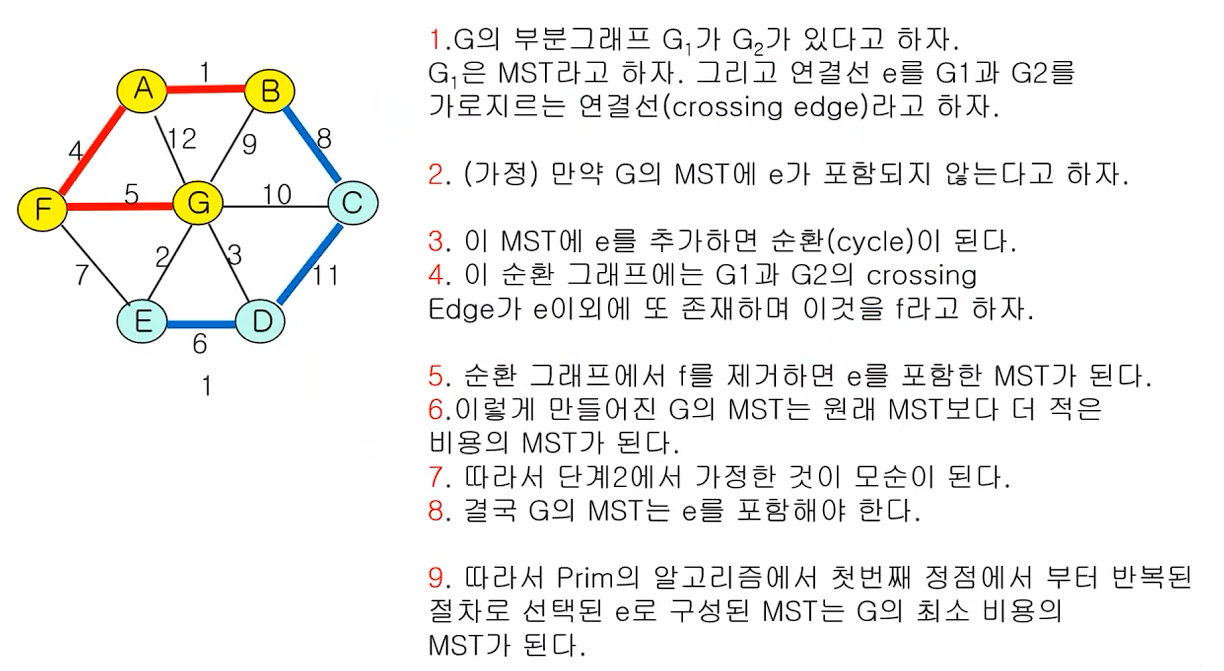 1
A
B
12
9
8
4
5
10
F
G
C
7
2
3
11
E
D
6
1
1.G의 부분그래프 G₁가 G₂가 있다고 하자.
G₁은 MST라고 하자. 그리고 연결선 e를 G1과 G2를
가로지르는 연결선(crossing edge)라고 하자.
2. (가정) 만약 G의 MST에 e가 포함되지 않는다고 하자.
3. 이 MST에 e를 추가하면 순환(cycle)이 된다.
4. 이 순환 그래프에는 G1과 G2의 crossing
Edge가 e이외에 또 존재하며 이것을 f라고 하자.
5. 순환 그래프에서 f를 제거하면 e를 포함한 MST가 된다.
6.이렇게 만들어진 G의 MST는 원래 MST보다 더 적은
비용의 MST가 된다.
7. 따라서 단계2에서 가정한 것이 모순이 된다.
8. 결국 G의 MST는 e를 포함해야 한다.
9. 따라서 Prim의 알고리즘에서 첫번째 정점에서 부터 반복된
절차로 선택된 e로 구성된 MST는 G의 최소 비용의
MST가 된다.